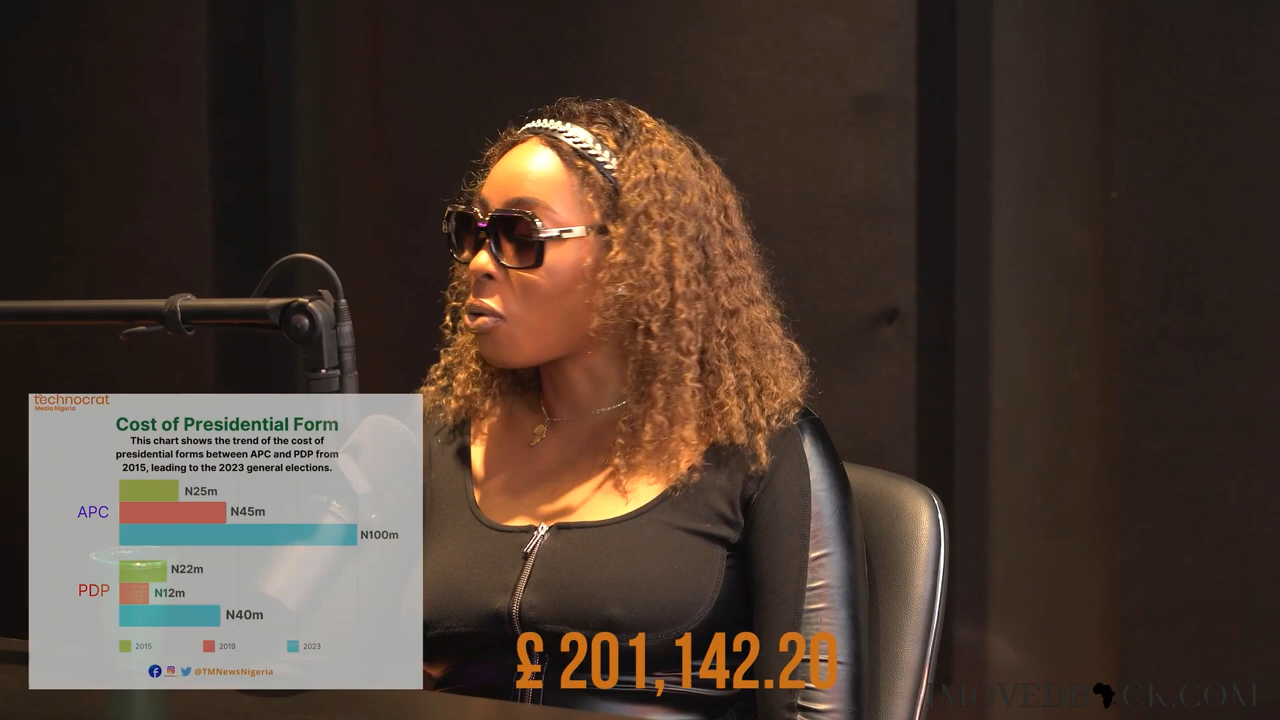 technocrat
Media Nigeria
Cost of Presidential Form
This chart shows the trend of the cost of
presidential forms between APC and PDP from
2015, leading to the 2023 general elections.
N25m
APC
N45m
N100m
N22m
PDP
N12m
N40m
2015
2019
2023
@TMNewsNigeria
£ 201,142.20
IMOVEDBACK.COM